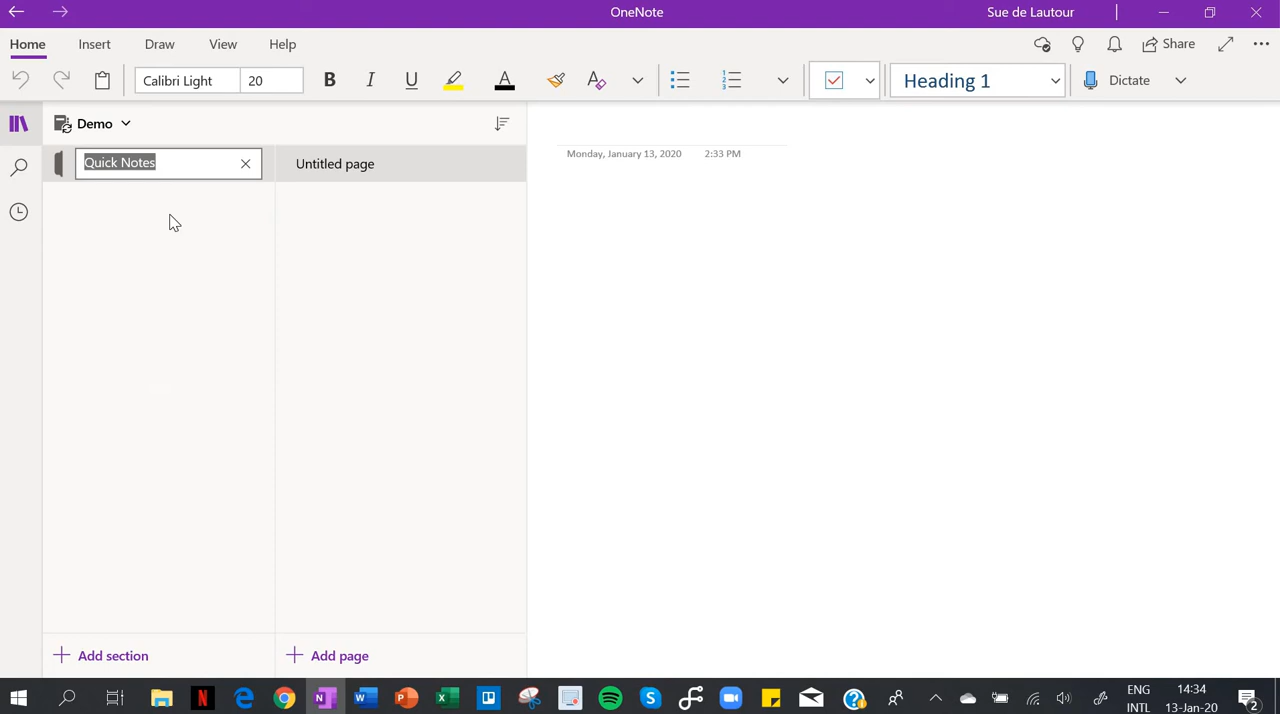 OneNote
Sue de Lautour
Home
Insert
Draw
View
Help
Share
Calibri Light
20
B
I
U
A
A
Heading 1
Dictate
Demo
Quick Notes
Untitled page
Monday, January 13, 2020
2:33 PM
Add section
Add page
ENG
INTL
14:34
13-Jan-20
2